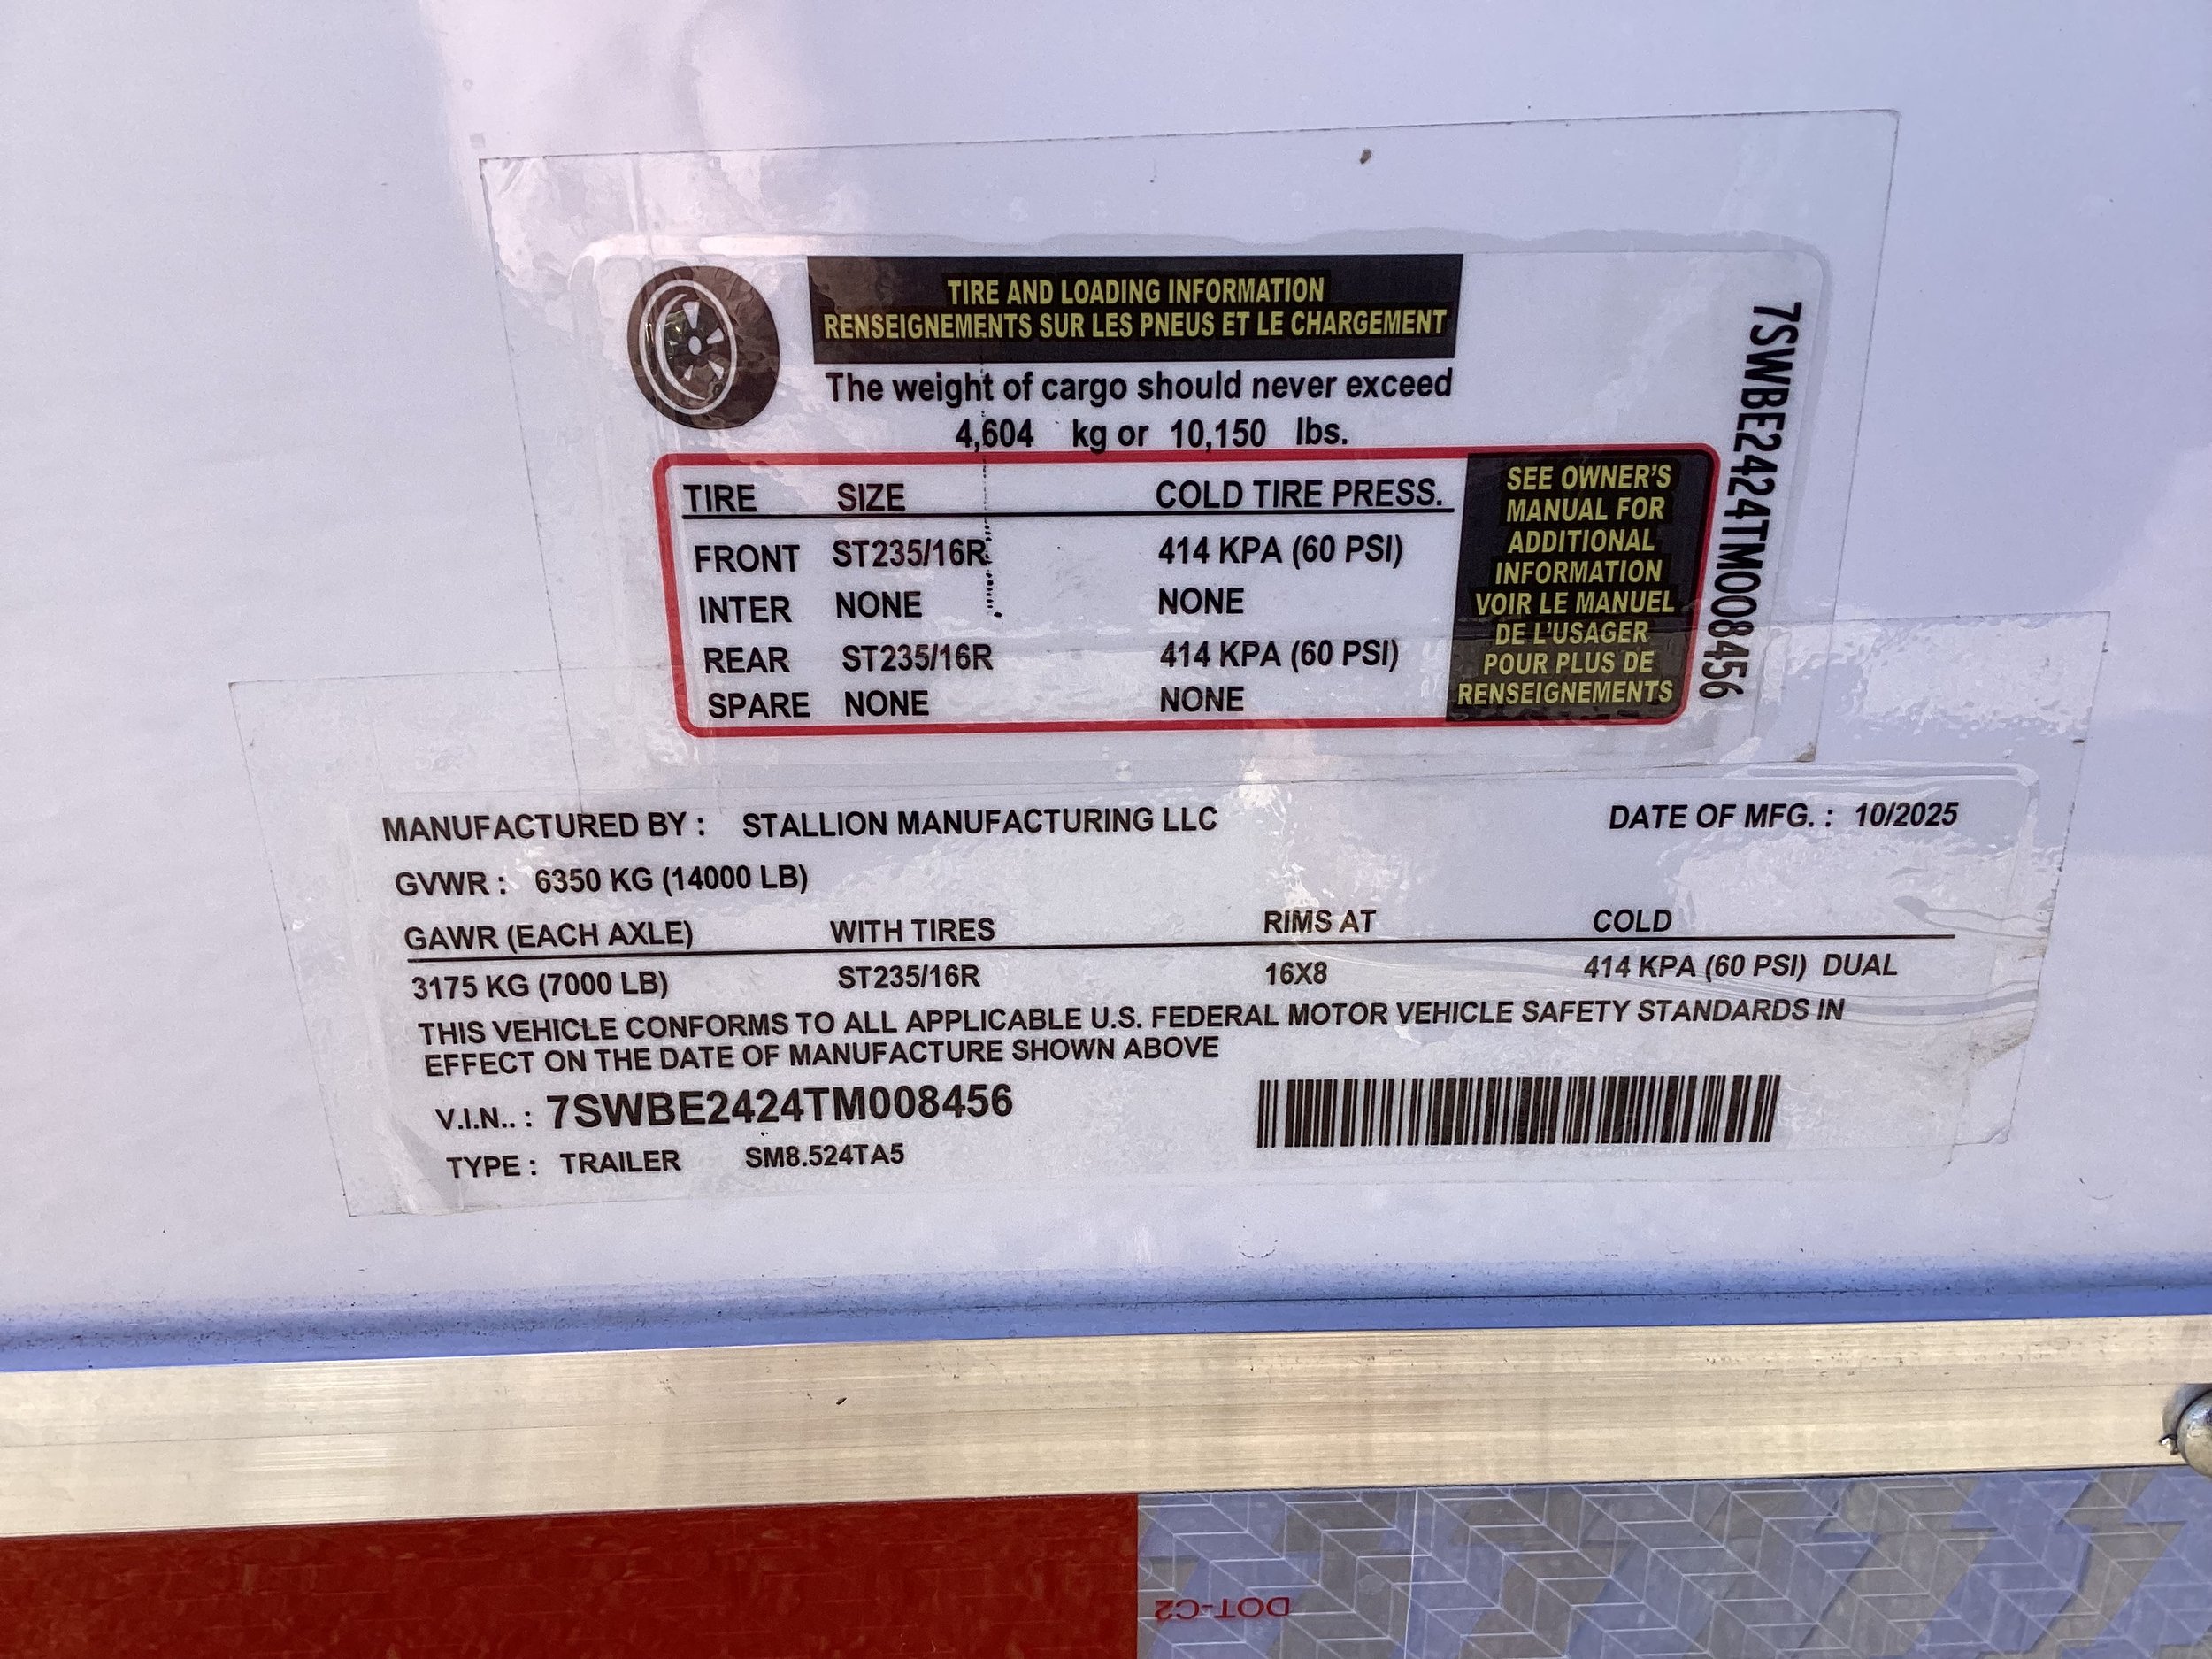 TIRE AND LOADING INFORMATION
RENSEIGNEMENTS SUR LES PNEUS ET LE CHARGEMENT
The weight of cargo should never exceed
4,604 kg or 10,150 lbs.
TIRE SIZE COLD TIRE PRESS.
FRONT ST235/16R 414 KPA (60 PSI)
INTER NONE NONE
REAR ST235/16R 414 KPA (60 PSI)
SPARE NONE NONE
SEE OWNER'S
MANUAL FOR
ADDITIONAL
INFORMATION
VOIR LE MANUEL
DE L'USAGER
POUR PLUS DE
RENSEIGNEMENTS
7SWBE2424TM008456
MANUFACTURED BY : STALLION MANUFACTURING LLC DATE OF MFG. : 10/2025
GVWR : 6350 KG (14000 LB)
GAWR (EACH AXLE) WITH TIRES RIMS AT COLD
3175 KG (7000 LB) ST235/16R 16X8 414 KPA (60 PSI) DUAL
THIS VEHICLE CONFORMS TO ALL APPLICABLE U.S. FEDERAL MOTOR VEHICLE SAFETY STANDARDS IN
EFFECT ON THE DATE OF MANUFACTURE SHOWN ABOVE
V.I.N.. : 7SWBE2424TM008456
TYPE : TRAILER SM8.524TA5
DOT-C2